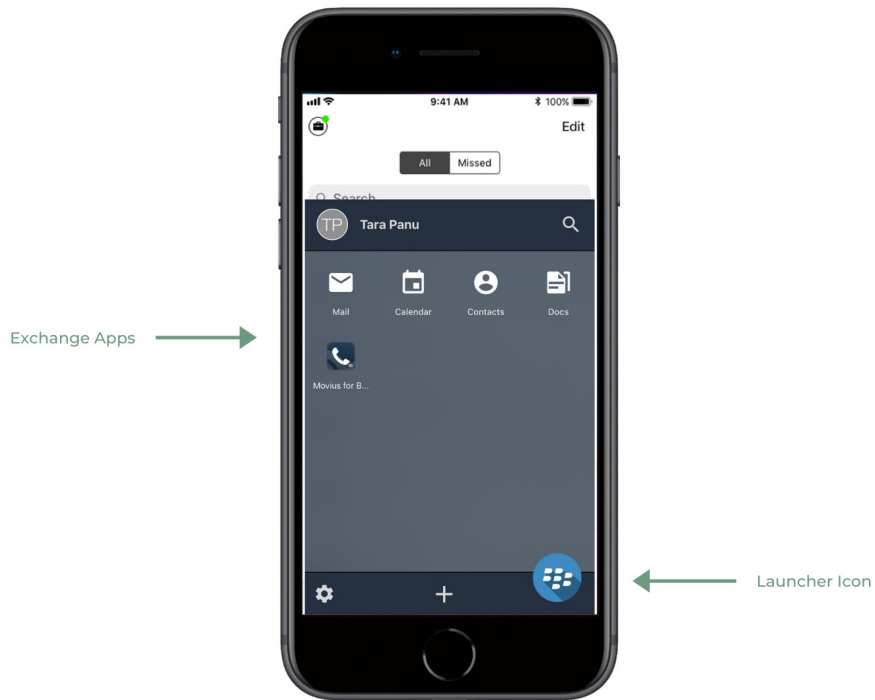 9:41 AM
100%
Edit
All Missed
Search
TP Tara Panu
Mail Calendar Contacts Docs
Exchange Apps
Movius for B...
Launcher Icon